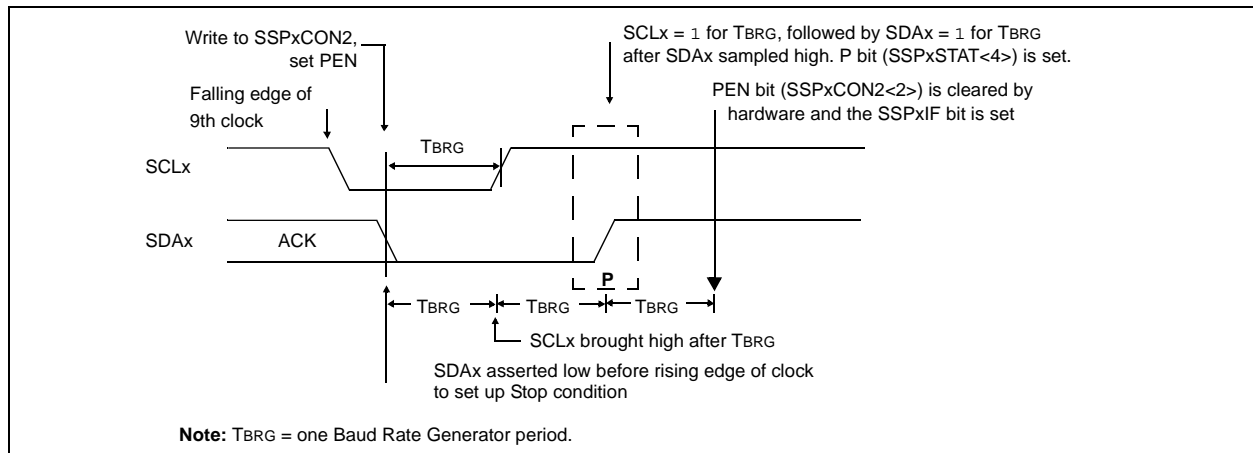 Write to SSPxCON2,
set PEN
SCLx = 1 for TBRG, followed by SDAx = 1 for TBRG
after SDAx sampled high. P bit (SSPxSTAT<4>) is set.
Falling edge of
9th clock
PEN bit (SSPxCON2<2>) is cleared by
hardware and the SSPxIF bit is set
TBRG
SCLx
SDAx
ACK
P
TBRG
TBRG
TBRG
SCLx brought high after TBRG
SDAx asserted low before rising edge of clock
to set up Stop condition
Note: TBRG = one Baud Rate Generator period.